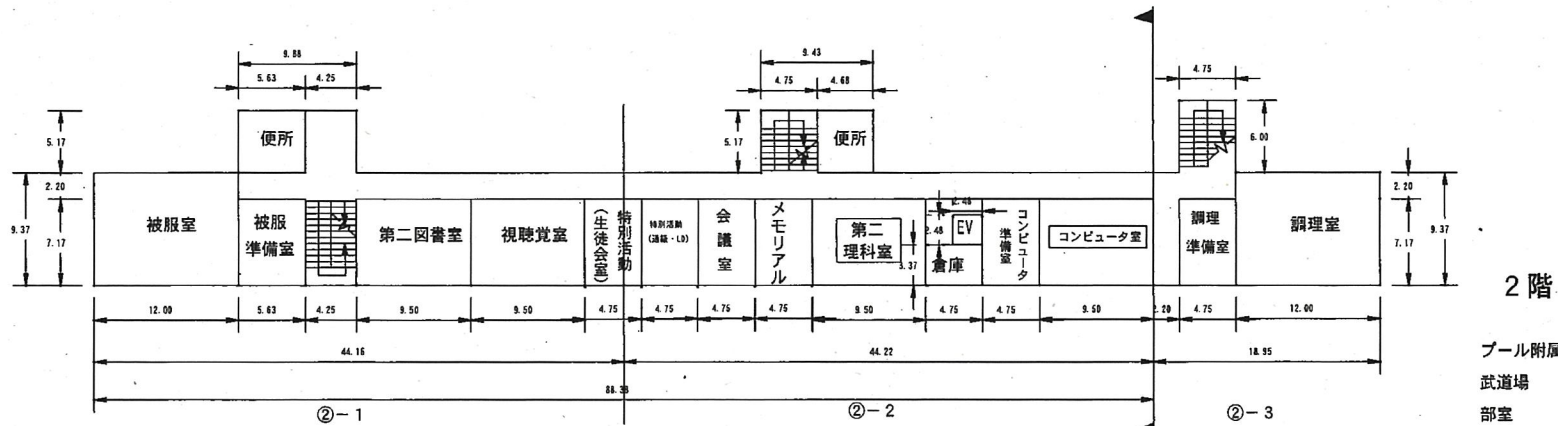 9.88
9.43
5.63
4.25
4.75
4.68
4.75
5.17
便所
5.17
便所
6.00
2.20
2.20
9.37
7.17
被服室
被服
準備室
第二図書室
視聴覚室
特別活動
(生徒会室)
特別活動
(通級・LD)
会議室
メモリアル
第二
理科室
3.37
2.48
2.48
EV
倉庫
コンピュータ
準備室
コンピュータ室
調理
準備室
調理室
7.17
9.37
12.00
5.63
4.25
9.50
9.50
4.75
4.75
4.75
4.75
9.50
4.75
4.75
9.50
2.20
4.75
12.00
44.16
44.22
18.95
88.38
②-1
②-2
②-3
2階
プール附属
武道場
部室